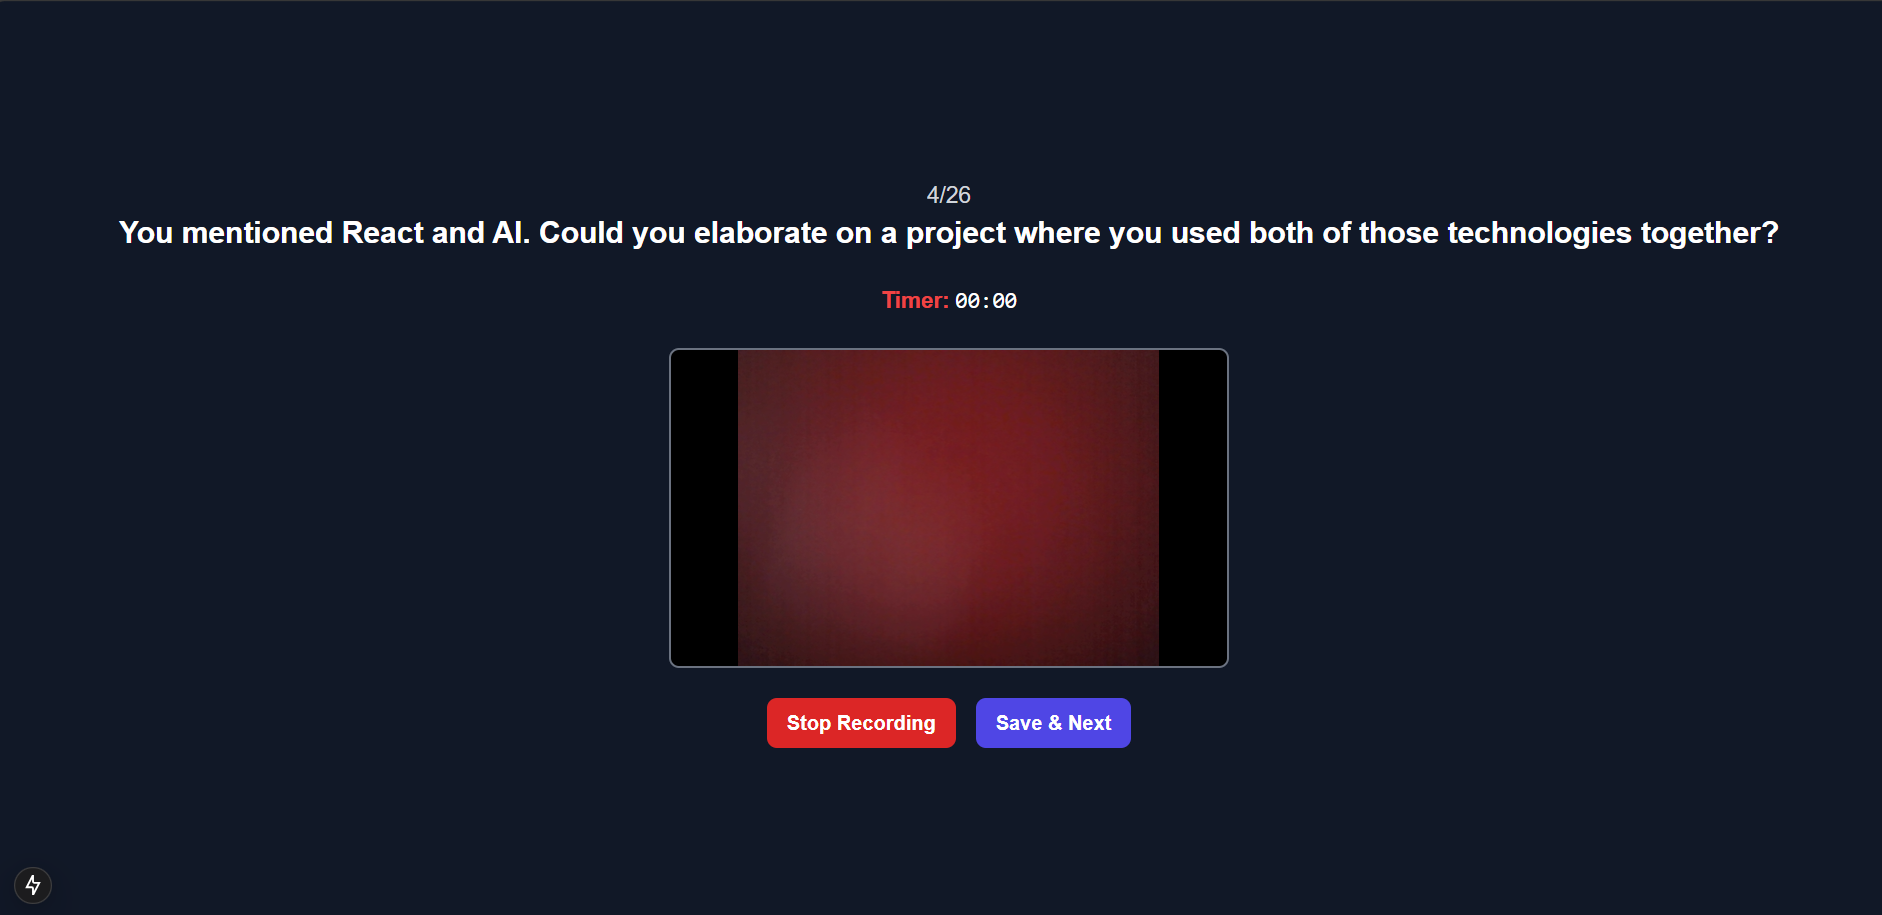 4/26
You mentioned React and AI. Could you elaborate on a project where you used both of those technologies together?
Timer: 00:00
Stop Recording
Save & Next